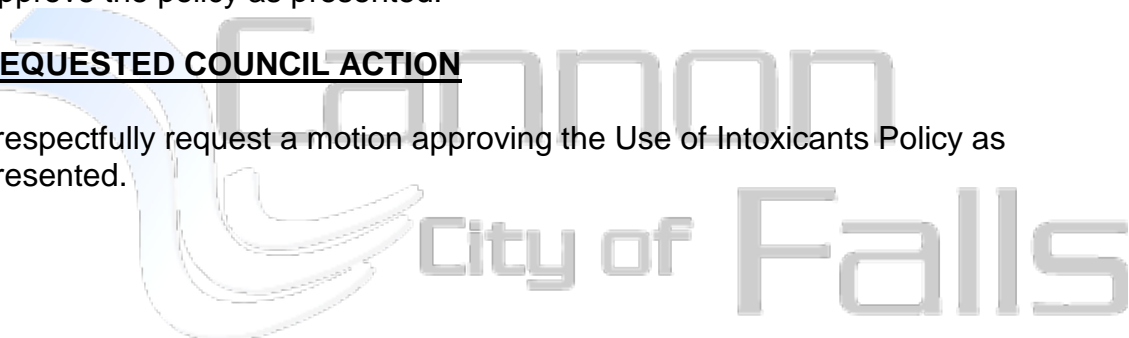 pprove the policy as presented.
EQUESTED COUNCIL ACTION
respectfully request a motion approving the Use of Intoxicants Policy as
resented.
Cannon
City of Falls